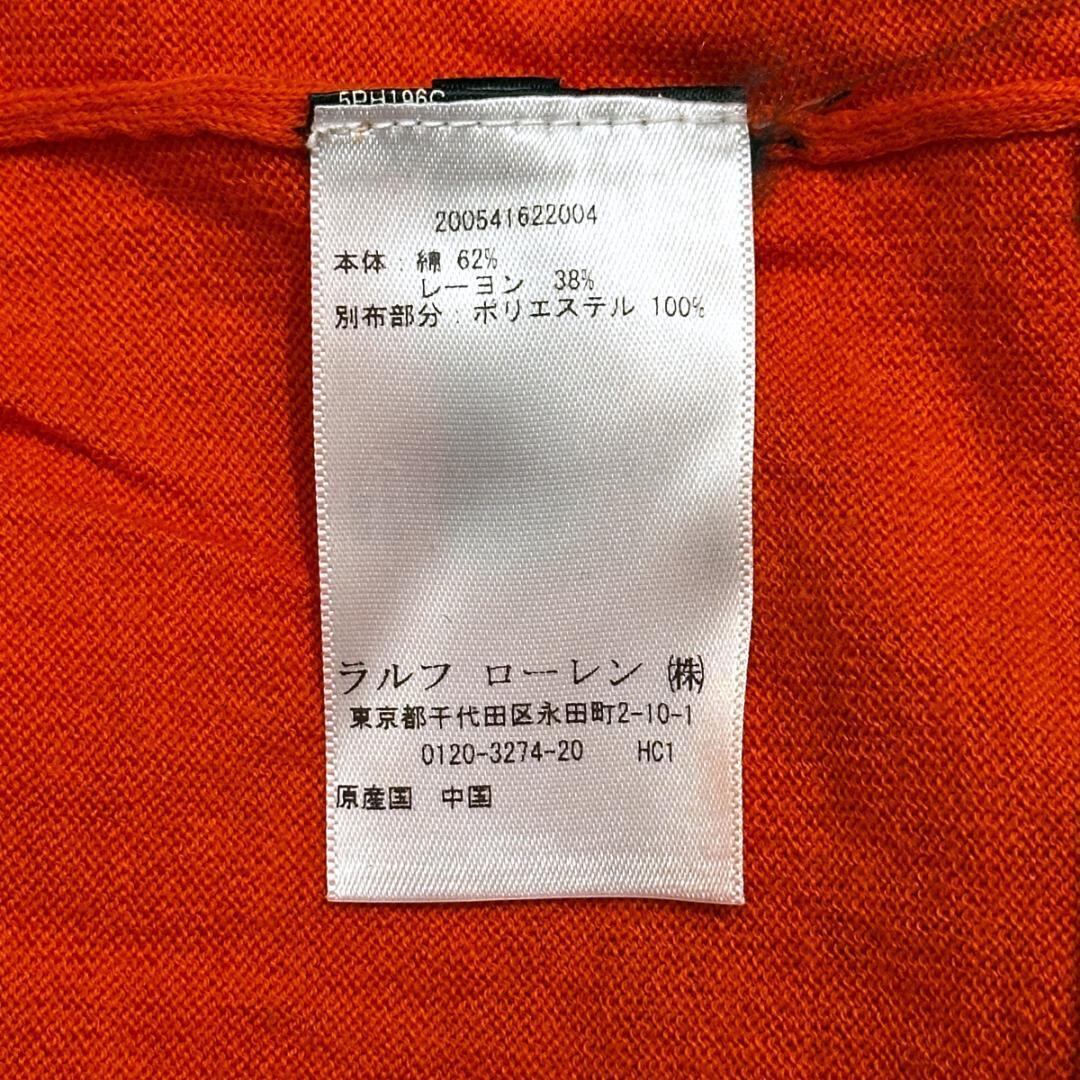 200541622004
本体：綿 62%
レーヨン 38%
別布部分：ポリエステル 100%
ラルフ ローレン ㈱
東京都千代田区永田町2-10-1
0120-3274-20 HC1
原産国 中国